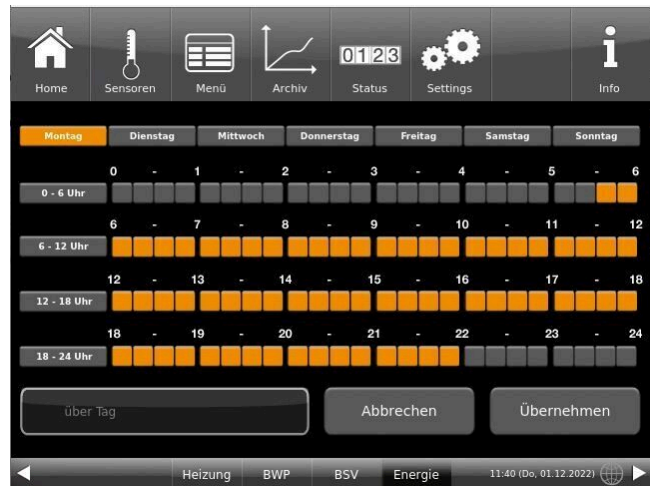 0123
Home Sensoren Menü Archiv Status Settings Info
Montag Dienstag Mittwoch Donnerstag Freitag Samstag Sonntag
0 - 1 - 2 - 3 - 4 - 5 - 6
0 - 6 Uhr
6 - 7 - 8 - 9 - 10 - 11 - 12
6 - 12 Uhr
12 - 13 - 14 - 15 - 16 - 17 - 18
12 - 18 Uhr
18 - 19 - 20 - 21 - 22 - 23 - 24
18 - 24 Uhr
über Tag Abbrechen Übernehmen
Heizung BWP BSV Energie 11:40 (Do, 01.12.2022)